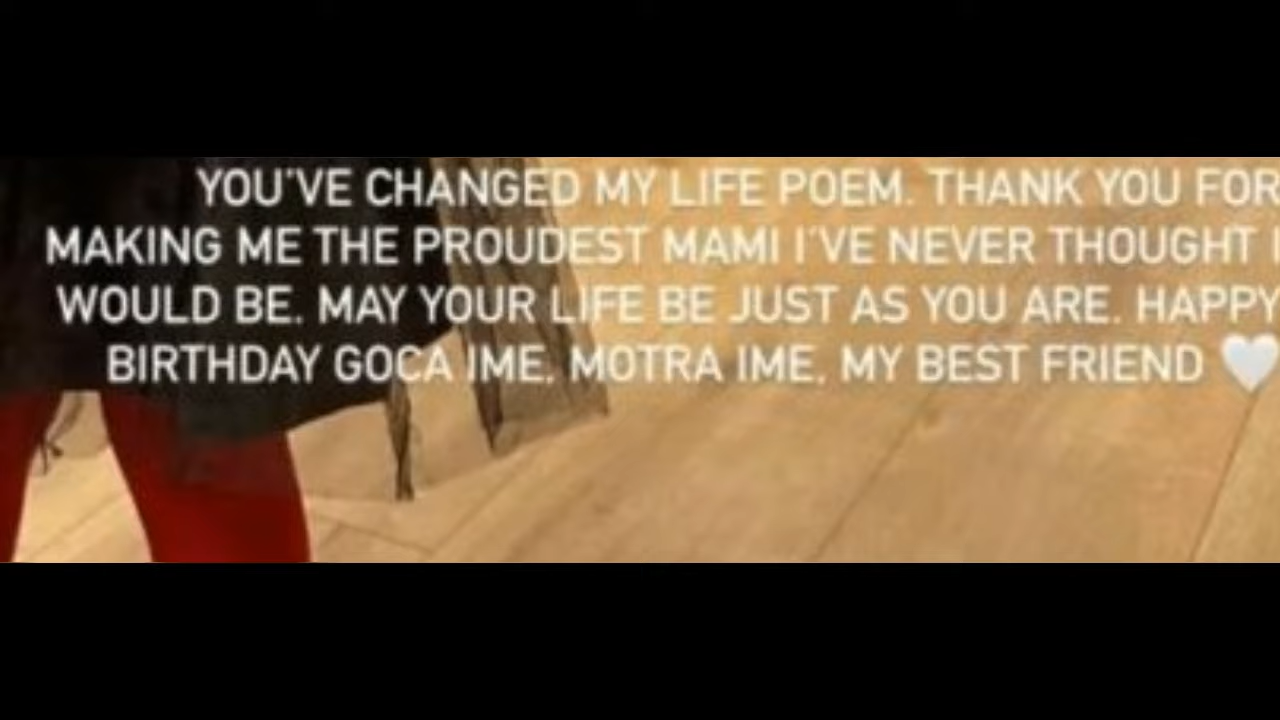 YOU'VE CHANGED MY LIFE POEM. THANK YOU FOR
MAKING ME THE PROUDEST MAMI I'VE NEVER THOUGHT I
WOULD BE. MAY YOUR LIFE BE JUST AS YOU ARE. HAPPY
BIRTHDAY GOCA IME, MOTRA IME, MY BEST FRIEND 🤍